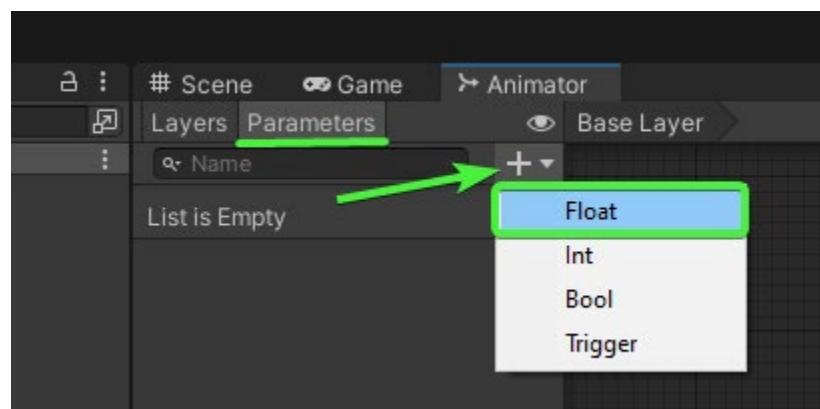 Scene Game Animator
Layers Parameters Base Layer
Name
List is Empty
Float
Int
Bool
Trigger